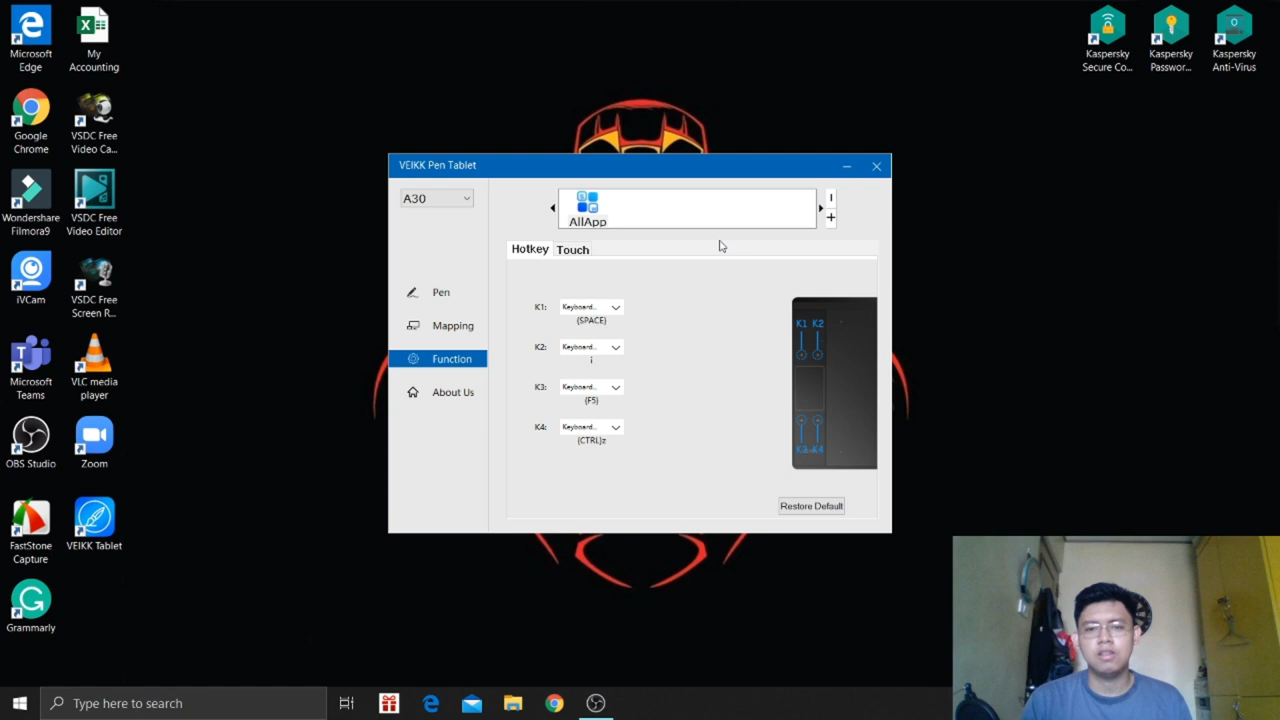 Microsoft
Edge
My
Accounting
Google
Chrome
VSDC Free
Video Ca...
Wondershare
Filmora9
VSDC Free
Video Editor
iVCam
VSDC Free
Screen R...
Microsoft
Teams
VLC media
player
OBS Studio
Zoom
FastStone
Capture
VEIKK Tablet
Grammarly
Kaspersky
Secure Co...
Kaspersky
Passwor...
Kaspersky
Anti-Virus
VEIKK Pen Tablet
A30
AllApp
Hotkey
Touch
Pen
Mapping
Function
About Us
K1: Keyboard...
{SPACE}
K2: Keyboard...
i
K3: Keyboard...
{F5}
K4: Keyboard...
{CTRL}z
K1 K2
K3 K4
Restore Default
Type here to search